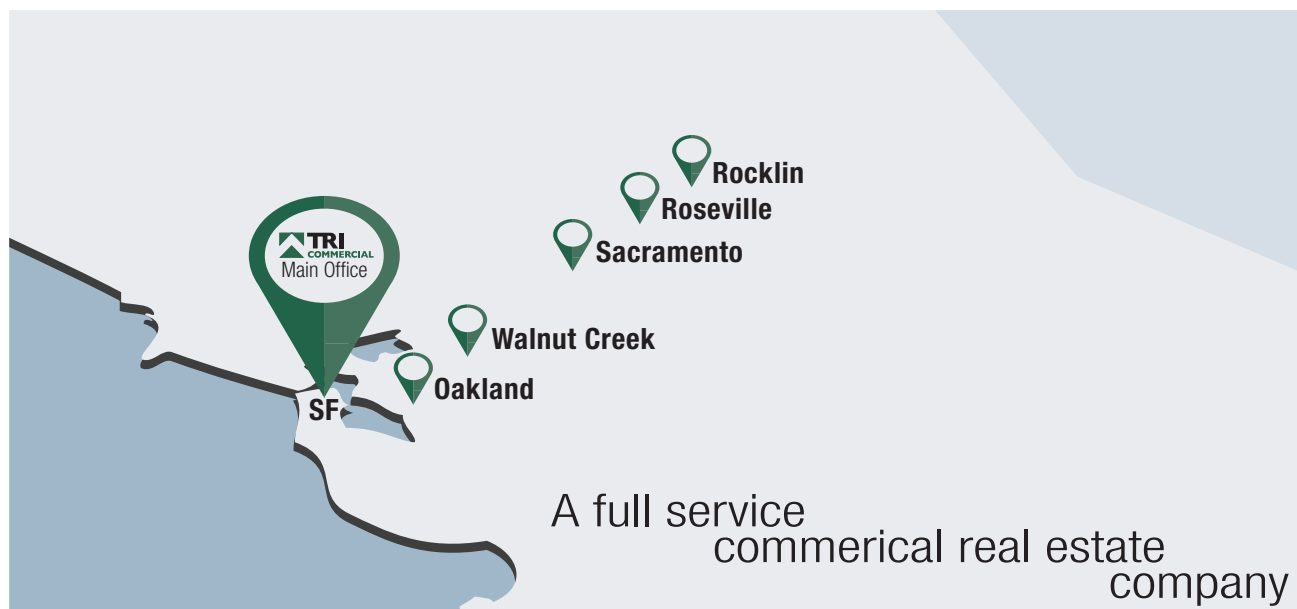 Rocklin
Roseville
Sacramento
TRI
COMMERCIAL
Main Office
Walnut Creek
Oakland
SF
A full service
commerical real estate
company